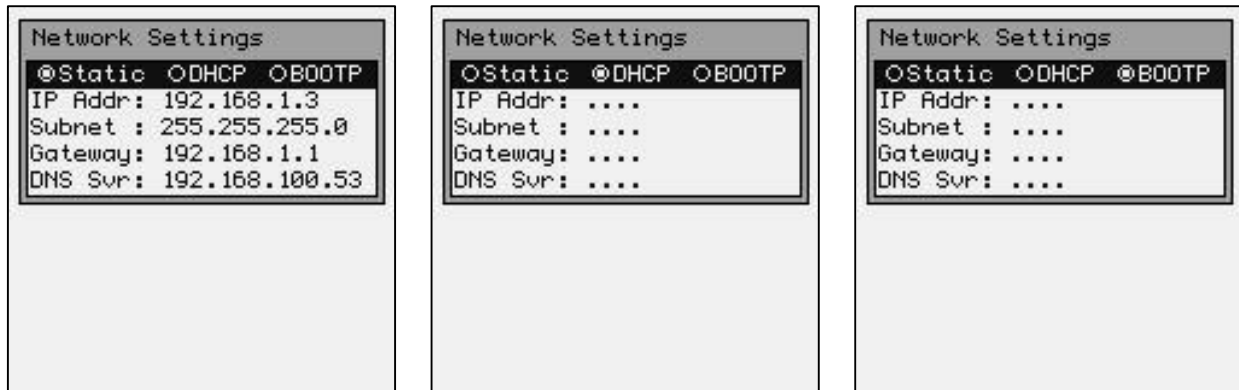 Network Settings
Static DHCP BOOTP
IP Addr: 192.168.1.3
Subnet : 255.255.255.0
Gateway: 192.168.1.1
DNS Svr: 192.168.100.53
Network Settings
Static DHCP BOOTP
IP Addr: ....
Subnet : ....
Gateway: ....
DNS Svr: ....
Network Settings
Static DHCP BOOTP
IP Addr: ....
Subnet : ....
Gateway: ....
DNS Svr: ....